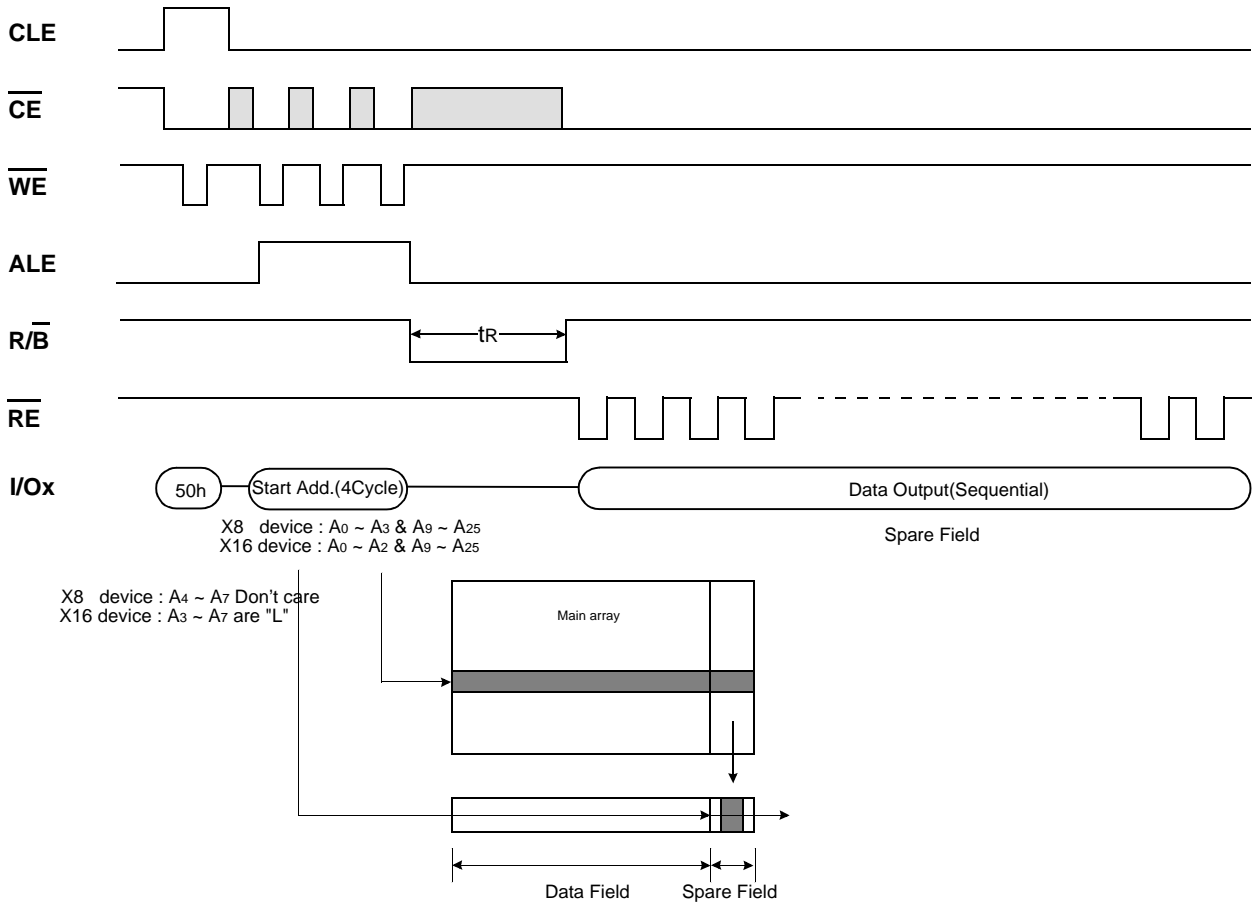 CLE
CE
WE
ALE
R/B
tR
RE
I/Ox
50h
Start Add.(4Cycle)
Data Output(Sequential)
X8 device : A0 ~ A3 & A9 ~ A25
X16 device : A0 ~ A2 & A9 ~ A25
Spare Field
X8 device : A4 ~ A7 Don't care
X16 device : A3 ~ A7 are "L"
Main array
Data Field
Spare Field